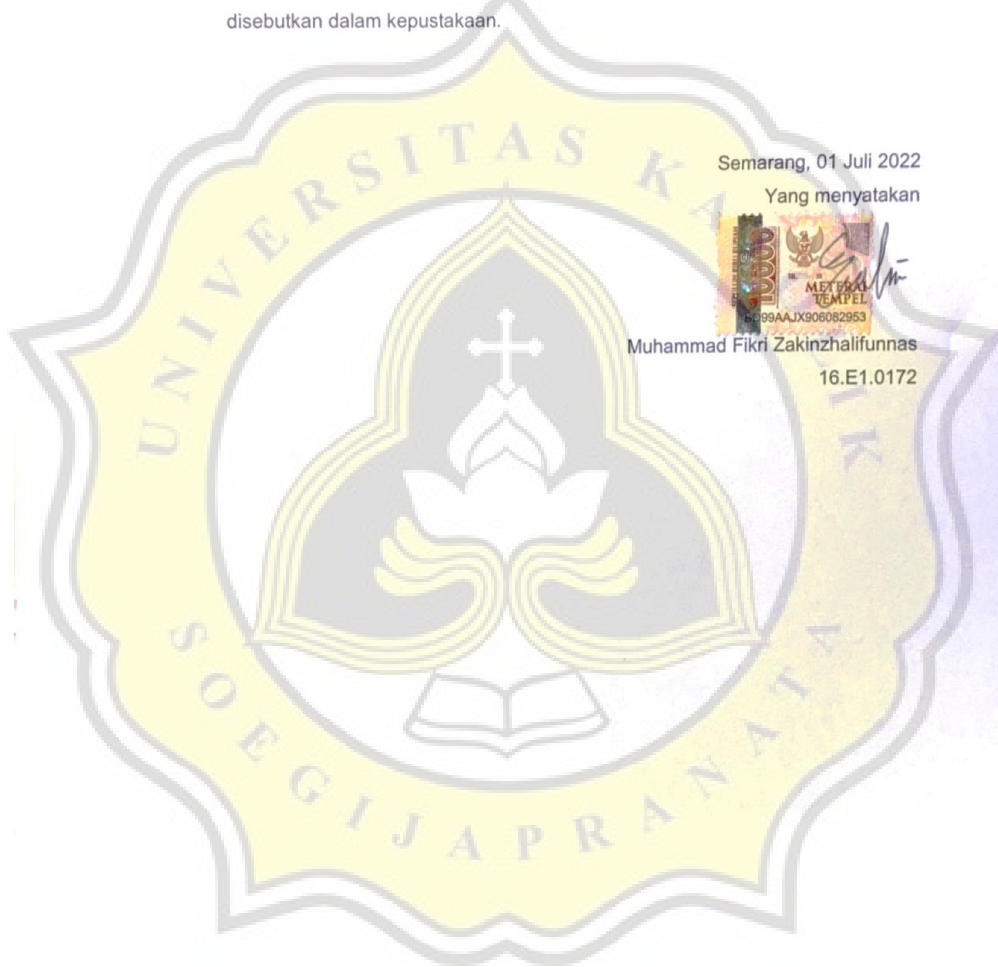 disebutkan dalam kepustakaan.
UNIVERSITAS KATOLIK
Semarang, 01 Juli 2022
Yang menyatakan
10000
METERAI
TEMPEL
99AAJX906082953
Muhammad Fikri Zakinzhalifunnas
16.E1.0172
SOEGIJAPRANATA